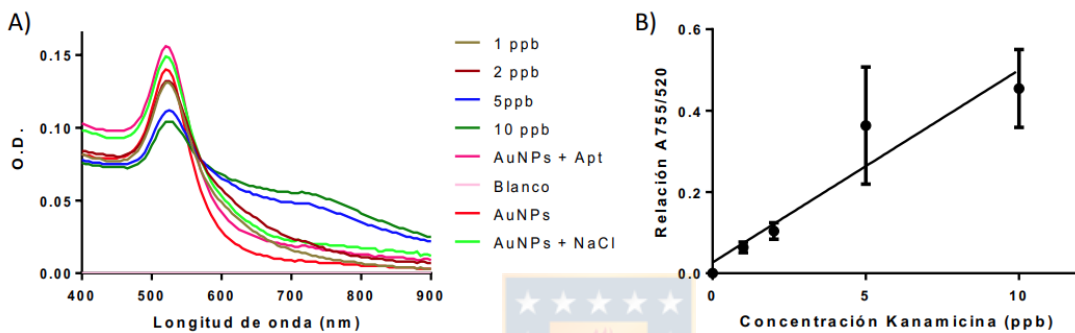 A)
O.D.
0.15
0.10
0.05
0.00
400 500 600 700 800 900
Longitud de onda (nm)
1 ppb
2 ppb
5ppb
10 ppb
AuNPs + Apt
Blanco
AuNPs
AuNPs + NaCl
B)
Relación A755/520
0.6
0.4
0.2
0.0
0 5 10
Concentración Kanamicina (ppb)